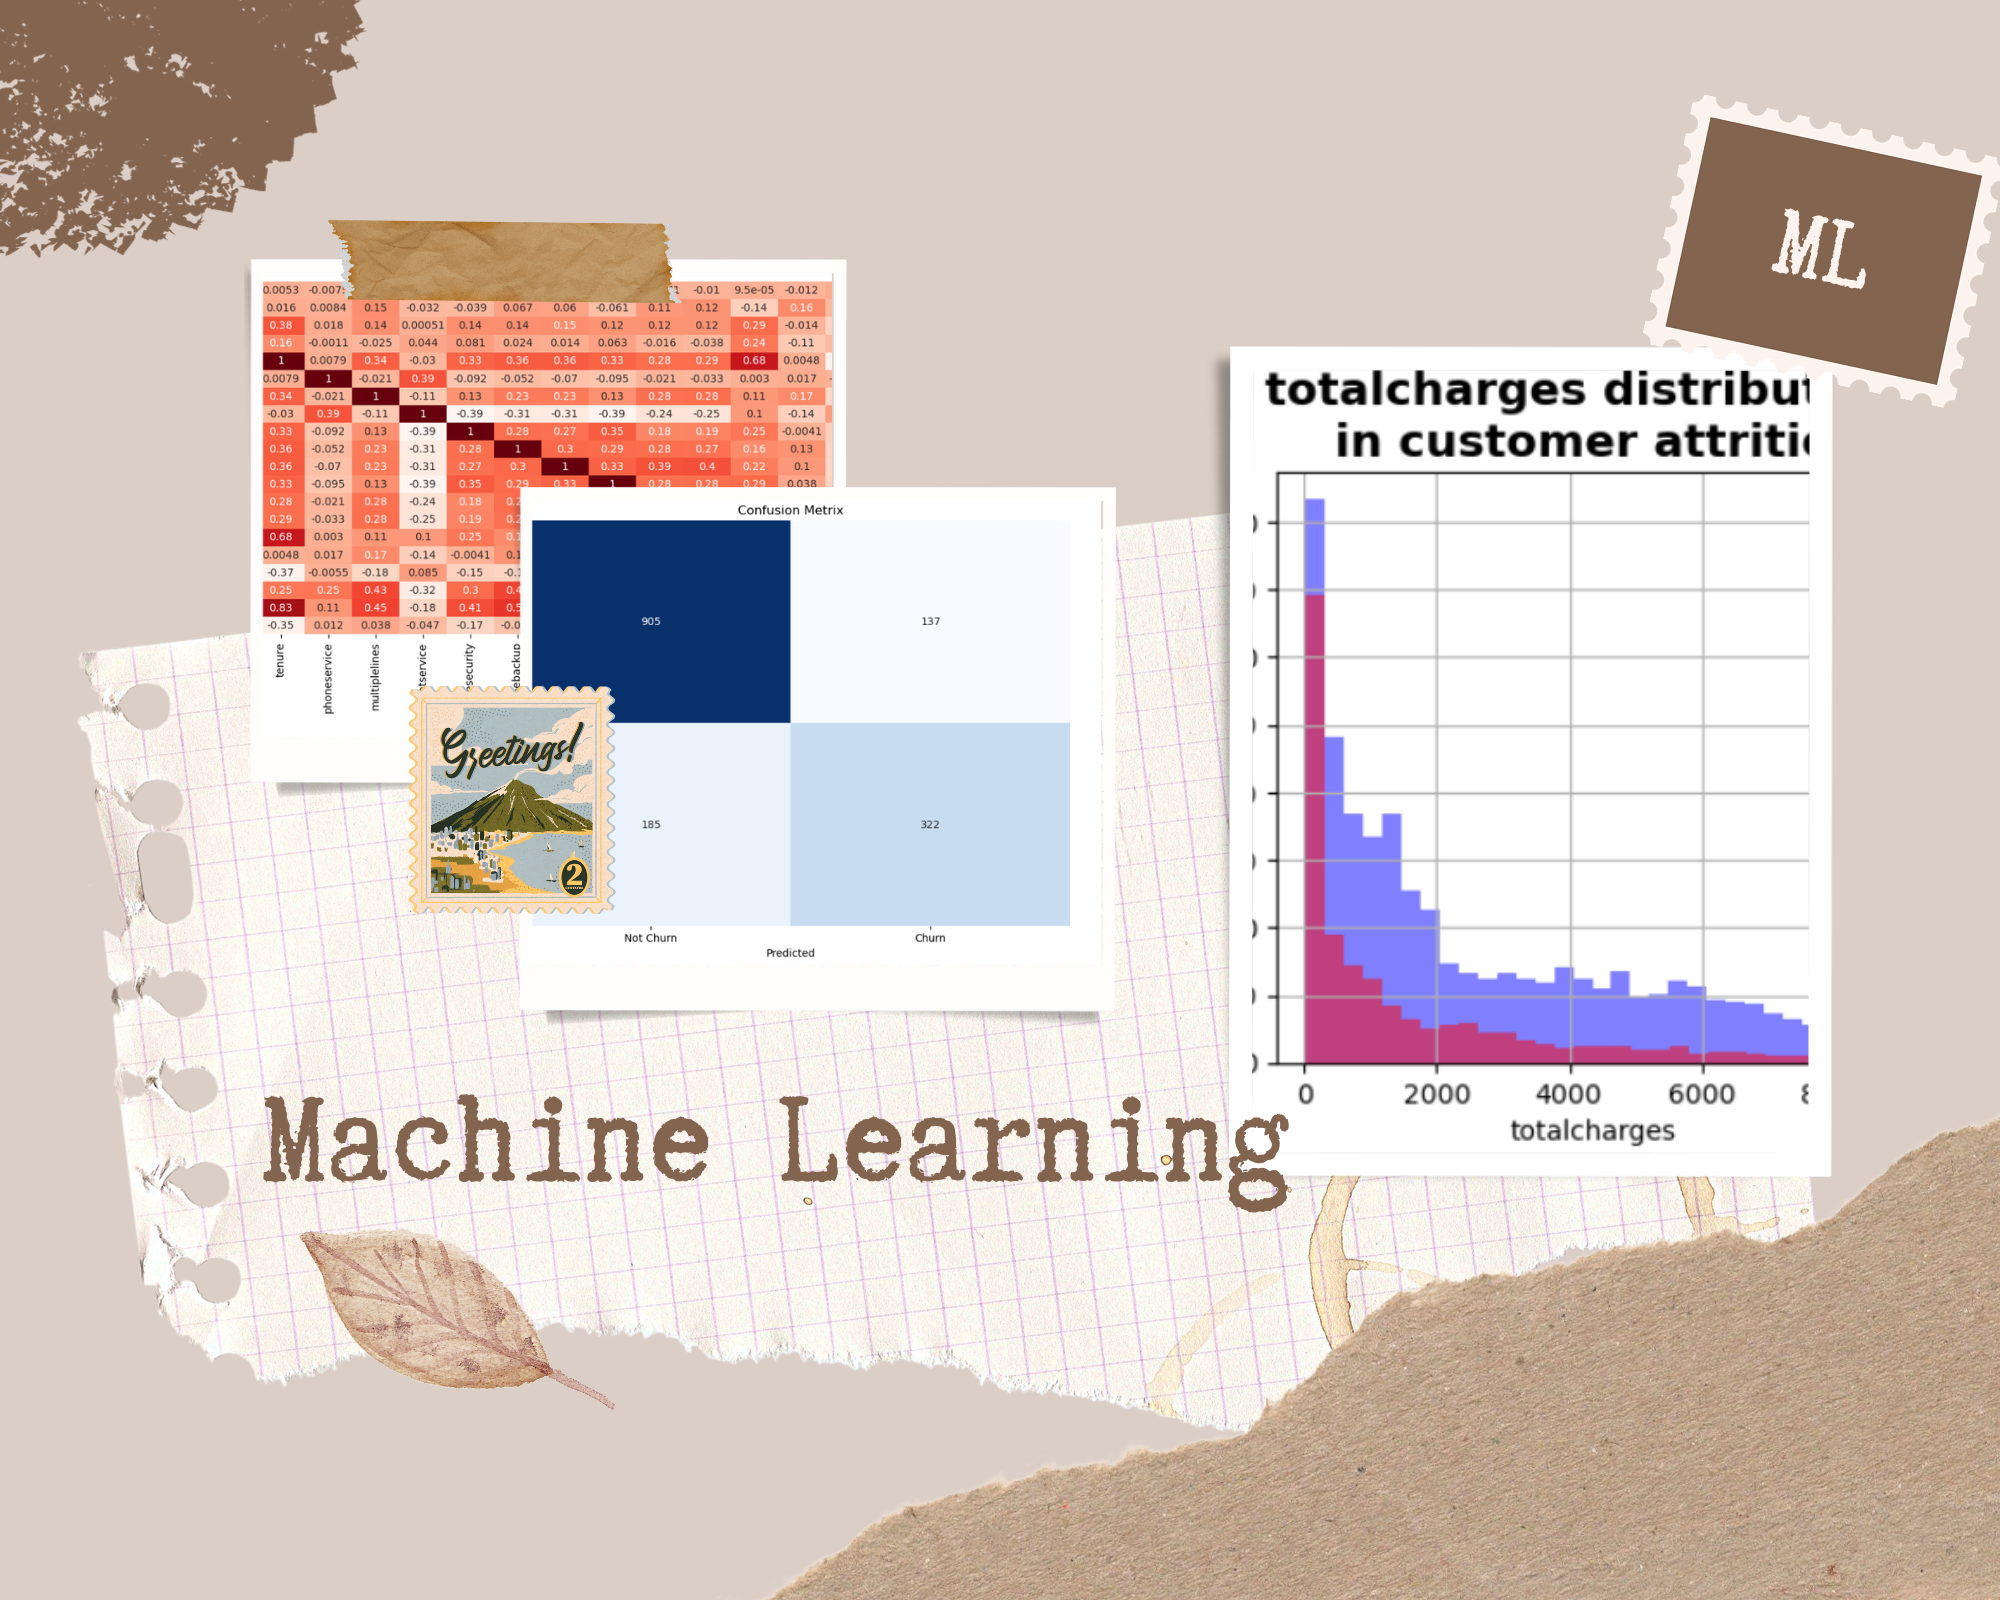 ML
0.0053 -0.01 9.5e-05 -0.012
0.016 0.0084 0.15 -0.032 -0.039 0.067 0.06 -0.061 0.11 0.12 -0.14 0.16
0.38 0.018 0.14 0.00051 0.14 0.14 0.15 0.12 0.12 0.12 0.29 -0.014
0.16 -0.0011 -0.025 0.044 0.081 0.024 0.014 0.063 -0.016 -0.038 0.24 -0.11
1 0.0079 0.34 -0.03 0.33 0.36 0.36 0.33 0.28 0.29 0.68 0.0048
0.0079 1 -0.021 0.39 -0.092 -0.052 -0.07 -0.095 -0.021 -0.033 0.003 0.017
0.34 -0.021 1 -0.11 0.13 0.23 0.23 0.13 0.28 0.28 0.11 0.17
-0.03 0.39 -0.11 1 -0.39 -0.31 -0.31 -0.39 -0.24 -0.25 0.1 -0.14
0.33 -0.092 0.13 -0.39 1 0.28 0.27 0.35 0.18 0.19 0.25 -0.0041
0.36 -0.052 0.23 -0.31 0.28 1 0.3 0.29 0.28 0.27 0.16 0.13
0.36 -0.07 0.23 -0.31 0.27 0.3 1 0.33 0.39 0.4 0.22 0.1
0.33 -0.095 0.13 -0.39 0.35 0.29 0.33 1 0.28 0.28 0.29 0.038
0.28 -0.021 0.28 -0.24 0.18
0.29 -0.033 0.28 -0.25 0.19
0.68 0.003 0.11 0.1 0.25
0.0048 0.017 0.17 -0.14 -0.0041
-0.37 -0.0055 -0.18 0.085 -0.15
0.25 0.25 0.43 -0.32 0.3
0.83 0.11 0.45 -0.18 0.41
-0.35 0.012 0.038 -0.047 -0.17
tenure
phoneservice
multiplelines
tservice
security
ebackup
Confusion Metrix
905 137
185 322
Not Churn Churn
Predicted
Greetings!
2
totalcharges distribut
in customer attriti
0 2000 4000 6000 8
totalcharges
Machine Learning